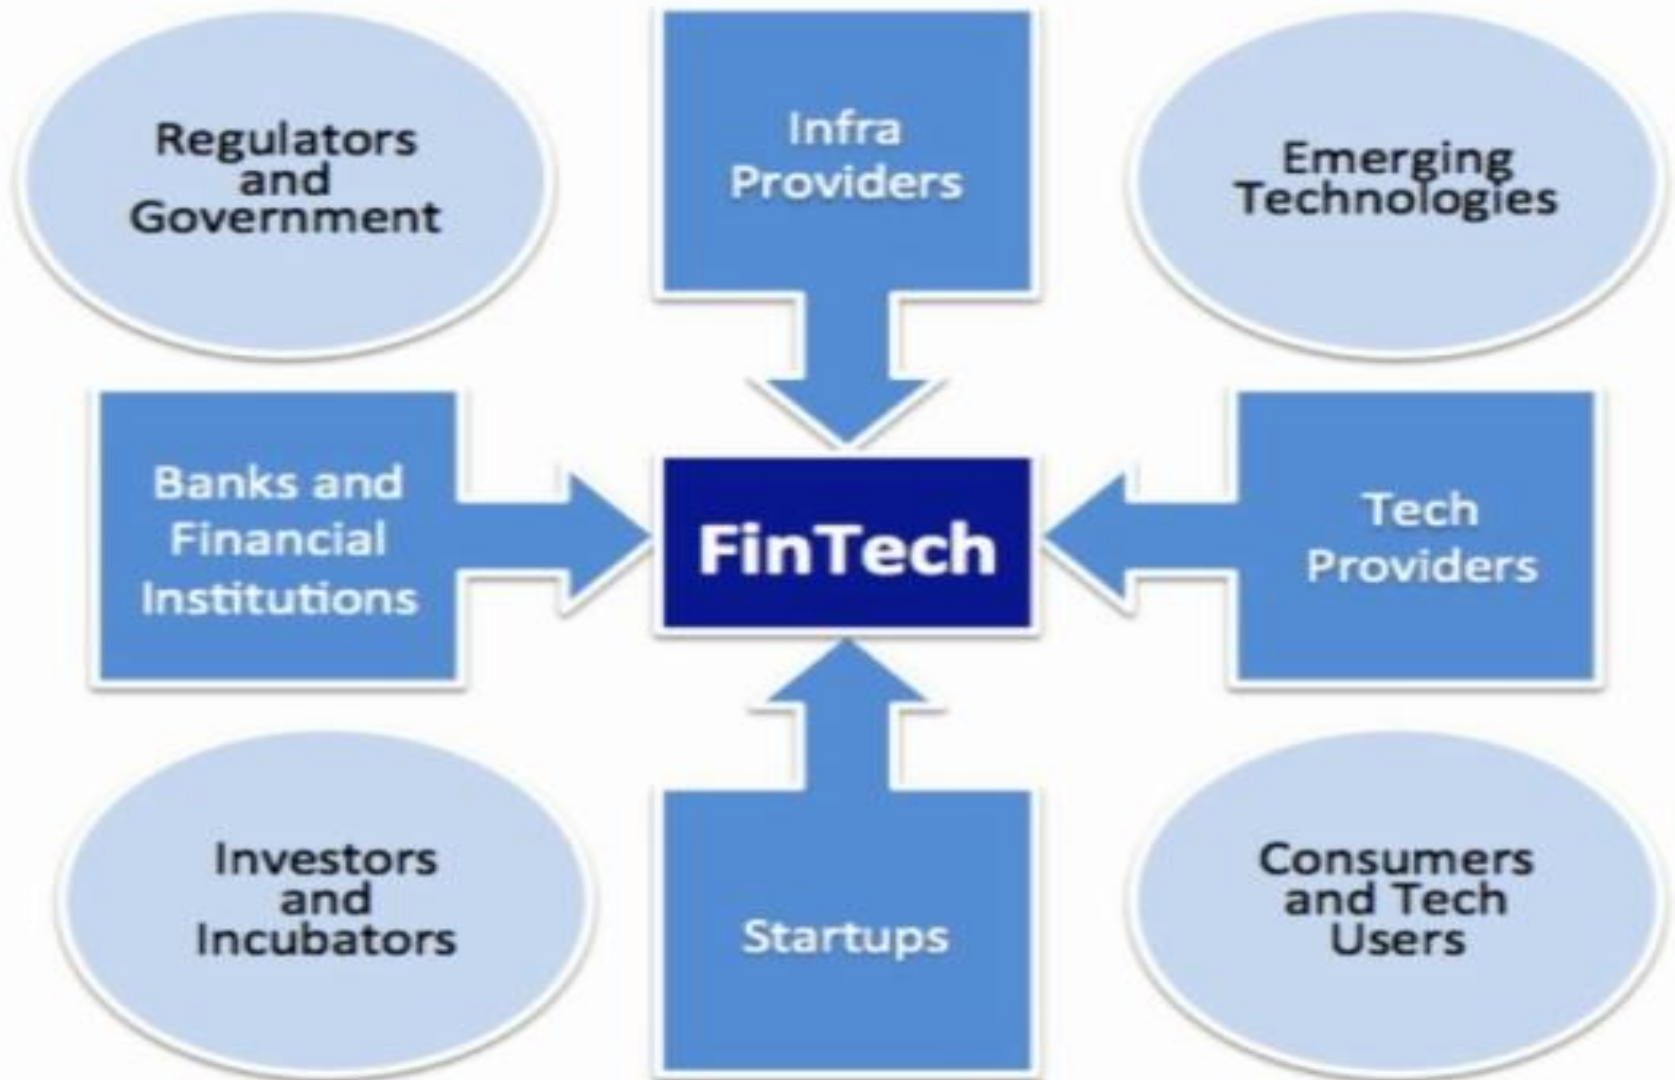 Regulators
and
Government
Infra
Providers
Emerging
Technologies
Banks and
Financial
Institutions
FinTech
Tech
Providers
Investors
and
Incubators
Startups
Consumers
and Tech
Users